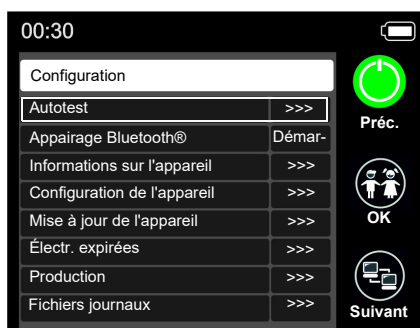 00:30
Configuration
Autotest >>>
Appairage Bluetooth® Démar-
Informations sur l'appareil >>>
Configuration de l'appareil >>>
Mise à jour de l'appareil >>>
Électr. expirées >>>
Production >>>
Fichiers journaux >>>
Préc.
OK
Suivant